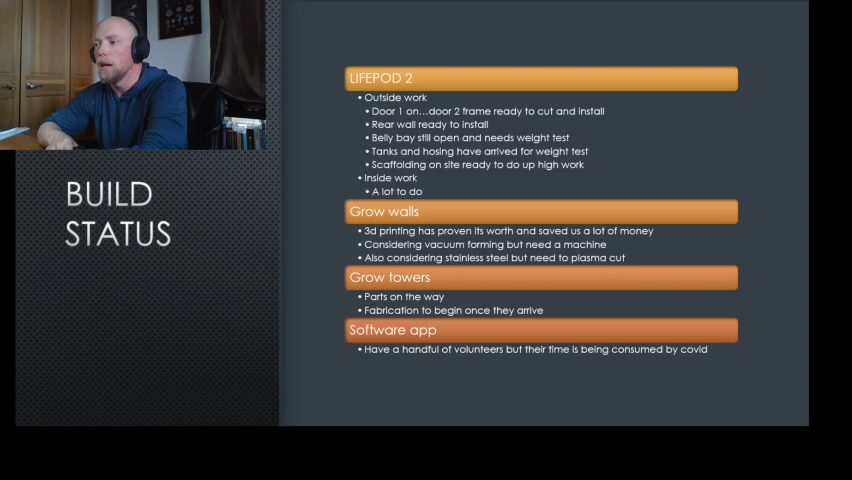 BUILD
STATUS
LIFEPOD 2
• Outside work
• Door 1 on...door 2 frame ready to cut and install
• Rear wall ready to install
• Belly bay still open and needs weight test
• Tanks and hosing have arrived for weight test
• Scaffolding on site ready to do up high work
• Inside work
• A lot to do
Grow walls
• 3d printing has proven its worth and saved us a lot of money
• Considering vacuum forming but need a machine
• Also considering stainless steel but need to plasma cut
Grow towers
• Parts on the way
• Fabrication to begin once they arrive
Software app
• Have a handful of volunteers but their time is being consumed by covid